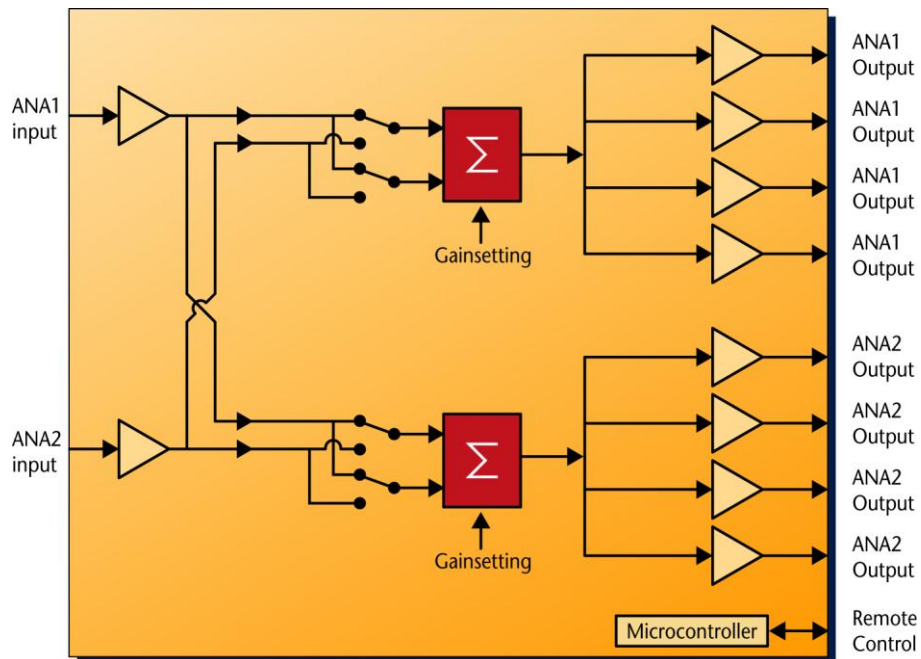 ANA1
input
ANA2
input
Σ
Gainsetting
Σ
Gainsetting
ANA1
Output
ANA1
Output
ANA1
Output
ANA1
Output
ANA2
Output
ANA2
Output
ANA2
Output
ANA2
Output
Microcontroller
Remote
Control